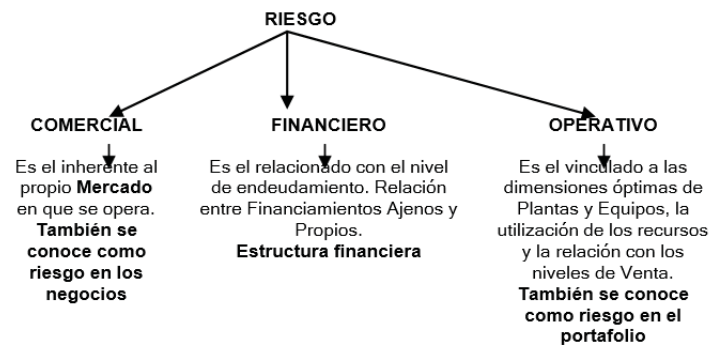 RIESGO
COMERCIAL
Es el inherente al
propio Mercado
en que se opera.
También se
conoce como
riesgo en los
negocios
FINANCIERO
Es el relacionado con el nivel
de endeudamiento. Relación
entre Financiamientos Ajenos y
Propios.
Estructura financiera
OPERATIVO
Es el vinculado a las
dimensiones óptimas de
Plantas y Equipos, la
utilización de los recursos
y la relación con los
niveles de Venta.
También se conoce
como riesgo en el
portafolio